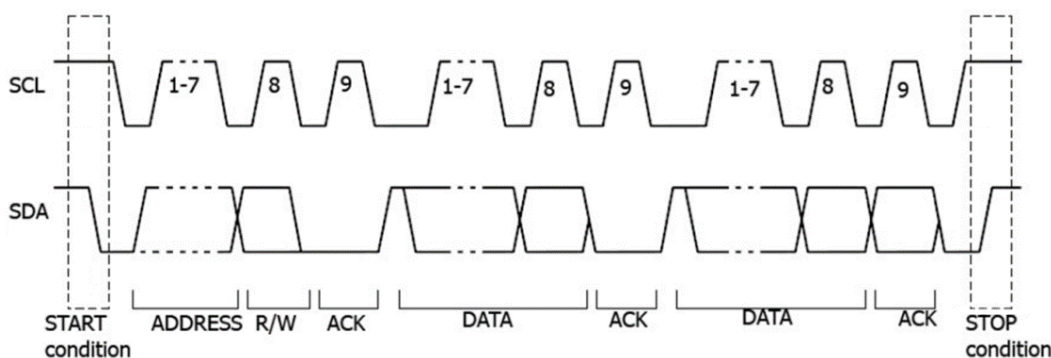 SCL 1-7 8 9 1-7 8 9 1-7 8 9
SDA
START ADDRESS R/W ACK DATA ACK DATA ACK STOP
condition condition